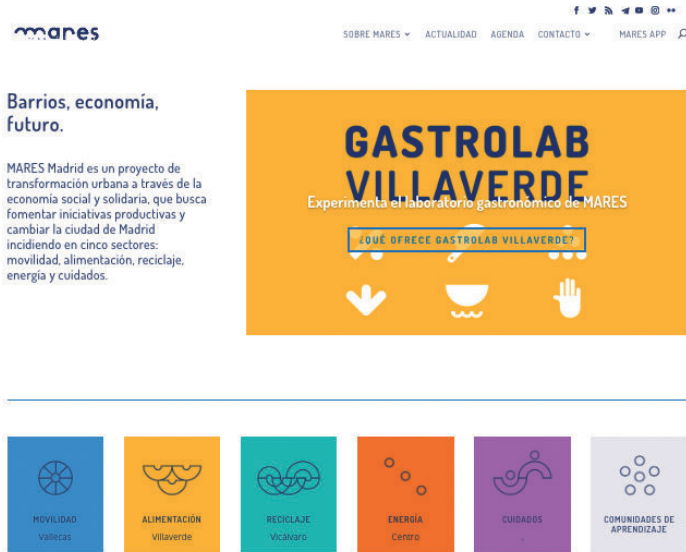 mares
SOBRE MARES
ACTUALIDAD
AGENDA
CONTACTO
MARES APP
Barrios, economía,
futuro.
MARES Madrid es un proyecto de
transformación urbana a través de la
economía social y solidaria, que busca
fomentar iniciativas productivas y
cambiar la ciudad de Madrid
incidiendo en cinco sectores:
movilidad, alimentación, reciclaje,
energía y cuidados.
GASTROLAB
VILLAVERDE
Experimenta el laboratorio gastronómico de MARES
¿QUÉ OFRECE GASTROLAB VILLAVERDE?
MOVILIDAD
Vallecas
ALIMENTACIÓN
Villaverde
RECICLAJE
Vicálvaro
ENERGÍA
Centro
CUIDADOS
COMUNIDADES DE
APRENDIZAJE